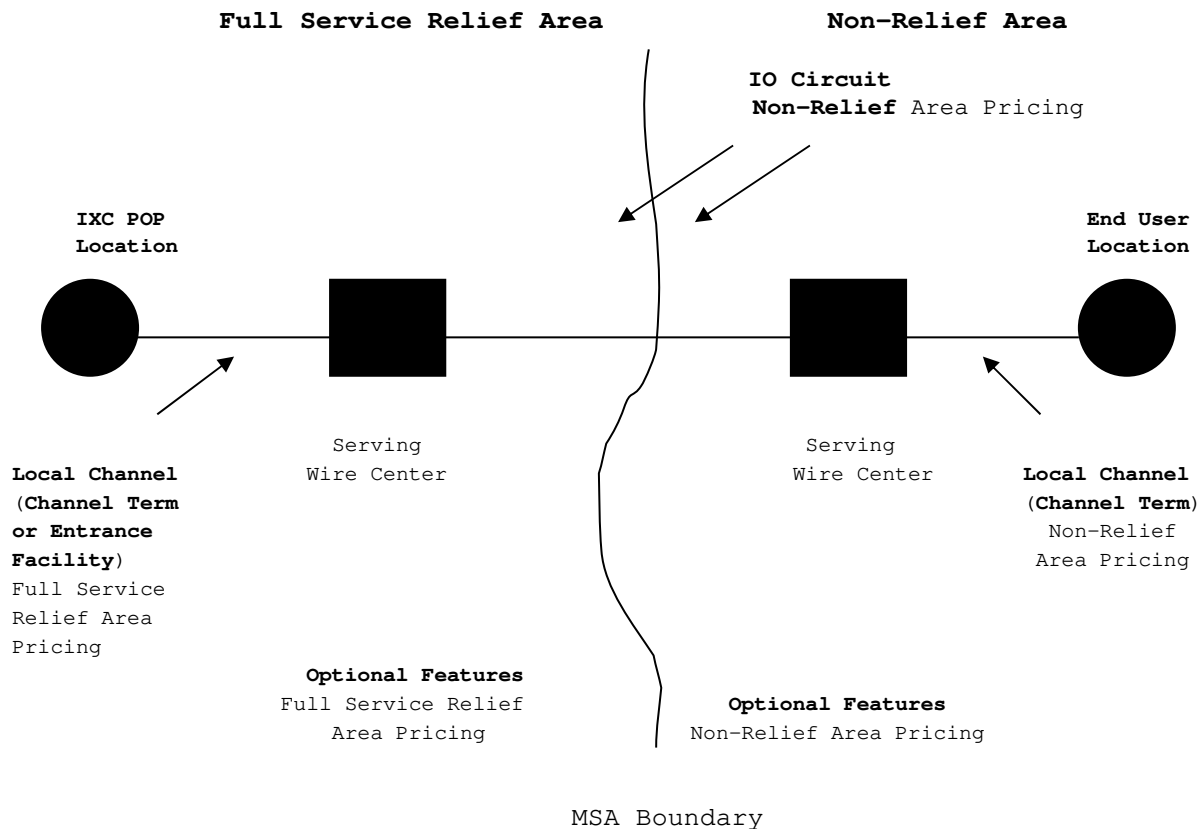 Full Service Relief Area
Non-Relief Area
IO Circuit
Non-Relief Area Pricing
IXC POP
Location
End User
Location
Serving
Wire Center
Serving
Wire Center
Local Channel
(Channel Term
or Entrance
Facility)
Full Service
Relief Area
Pricing
Local Channel
(Channel Term)
Non-Relief
Area Pricing
Optional Features
Full Service Relief
Area Pricing
Optional Features
Non-Relief Area Pricing
MSA Boundary